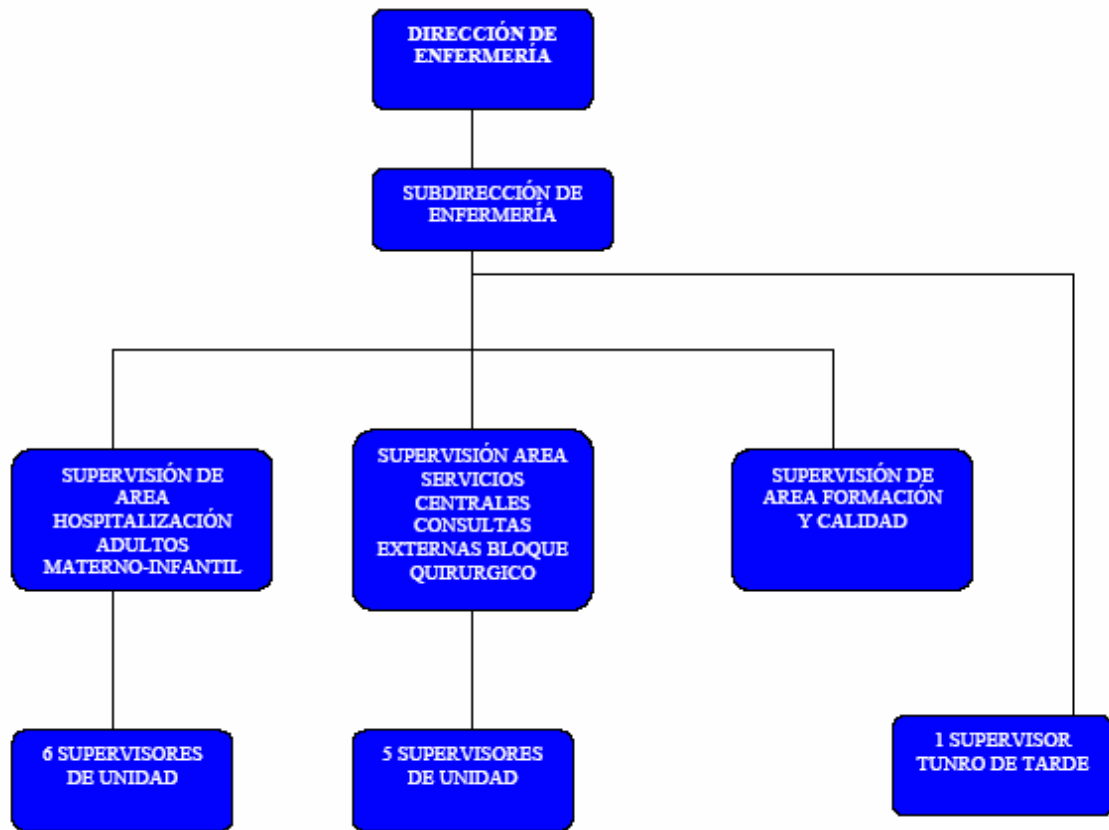 DIRECCIÓN DE
ENFERMERÍA
SUBDIRECCIÓN DE
ENFERMERÍA
SUPERVISIÓN DE
AREA
HOSPITALIZACIÓN
ADULTOS
MATERNO-INFANTIL
SUPERVISIÓN AREA
SERVICIOS
CENTRALES
CONSULTAS
EXTERNAS BLOQUE
QUIRURGICO
SUPERVISIÓN DE
AREA FORMACIÓN
Y CALIDAD
6 SUPERVISORES
DE UNIDAD
5 SUPERVISORES
DE UNIDAD
1 SUPERVISOR
TUNRO DE TARDE